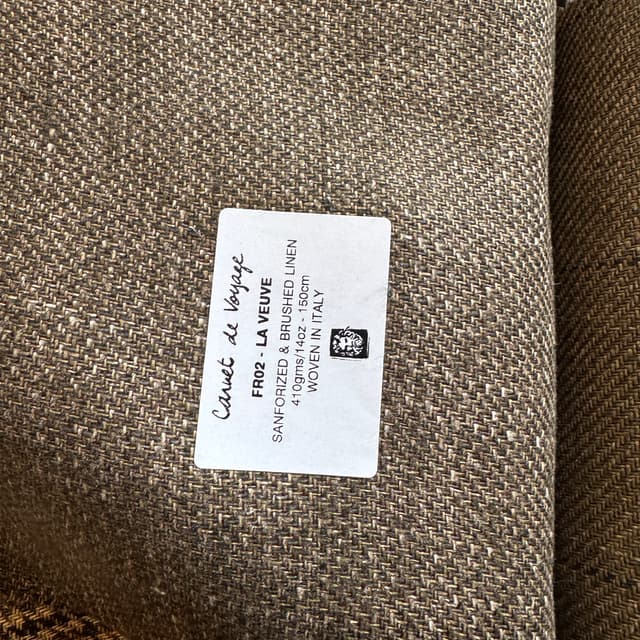 Carnet de Voyage
FR02 - LA VEUVE
SANFORIZED & BRUSHED LINEN
410gms/14oz - 150cm
WOVEN IN ITALY